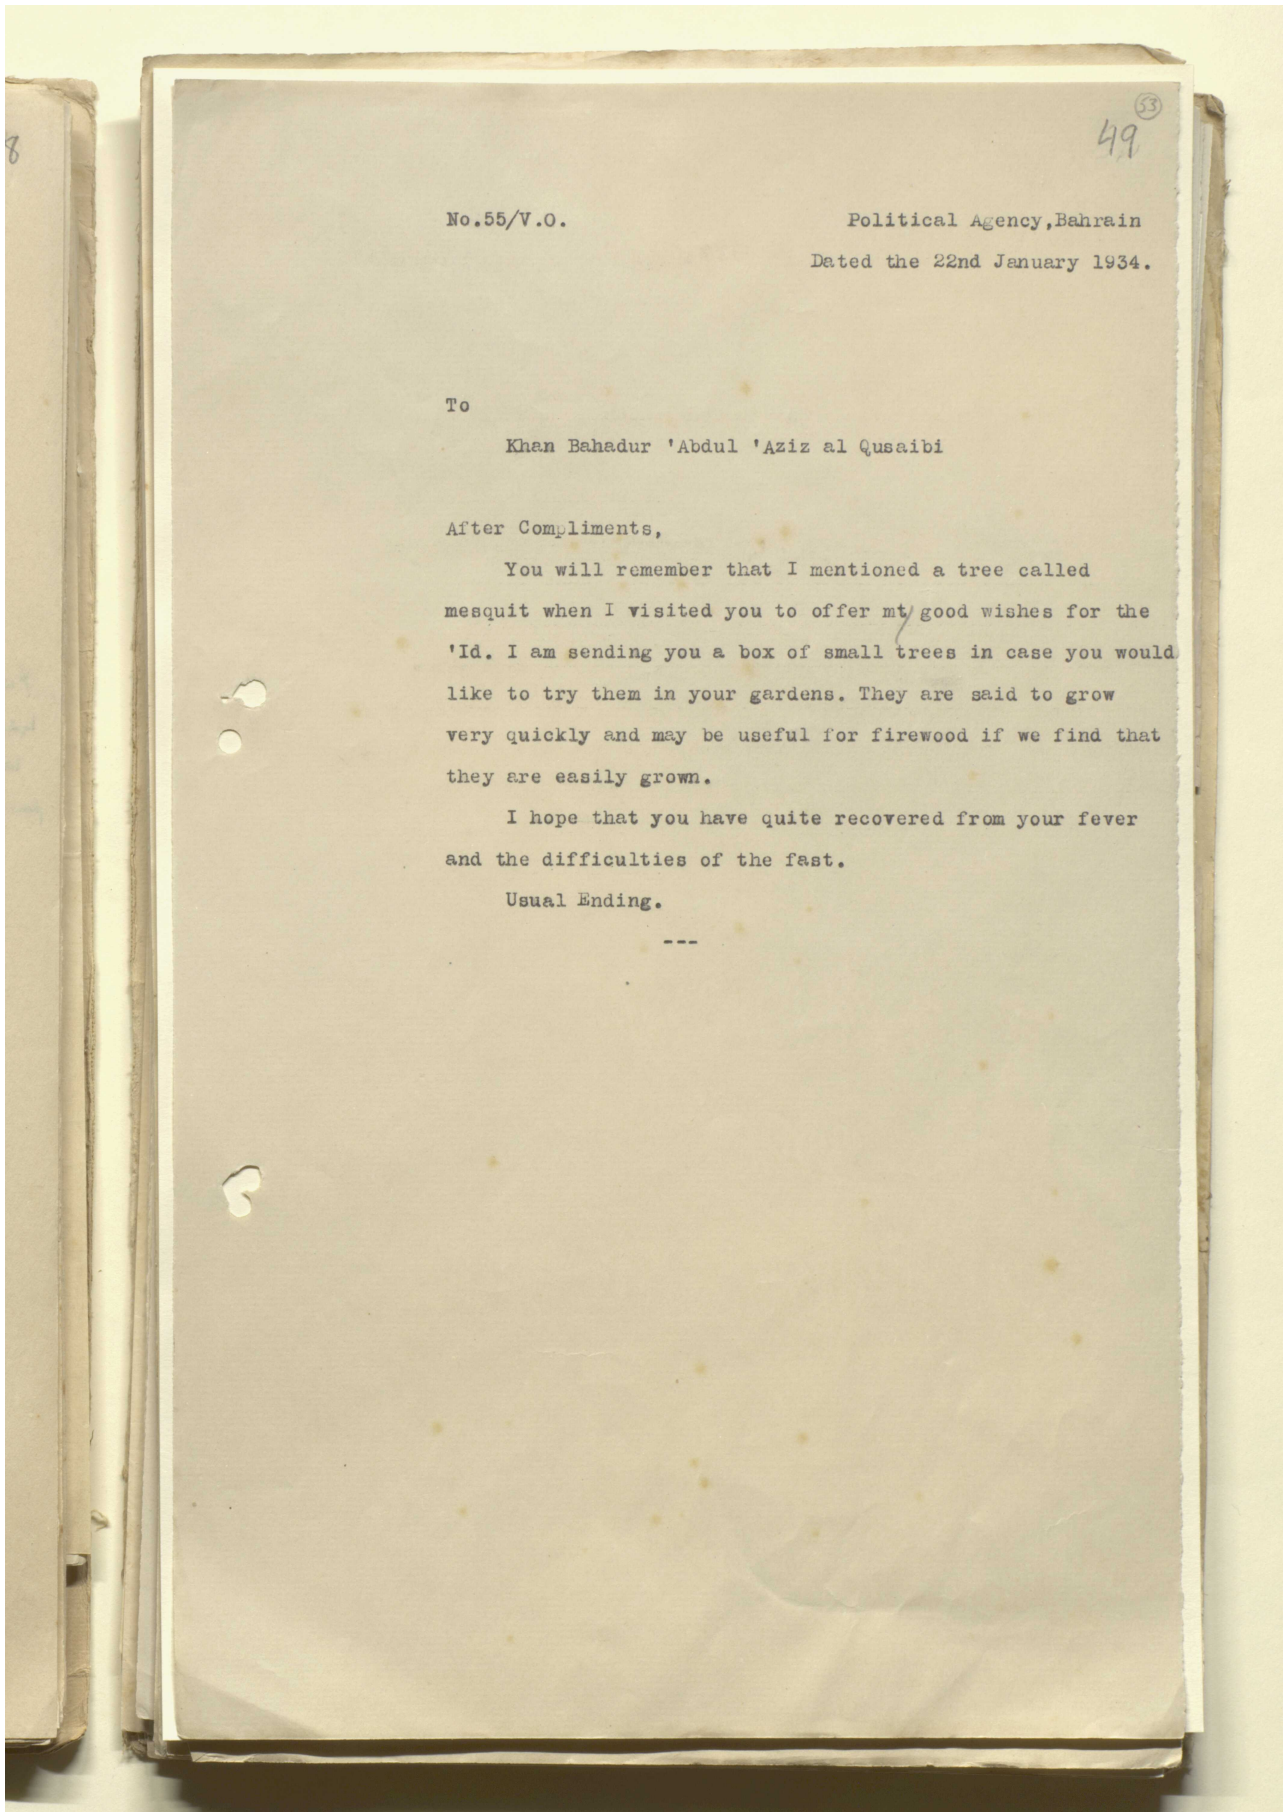 8
53
49
No.55/V.O. Political Agency,Bahrain
Dated the 22nd January 1934.
To
Khan Bahadur 'Abdul 'Aziz al Qusaibi
After Compliments,
You will remember that I mentioned a tree called
mesquit when I visited you to offer mty good wishes for the
'Id. I am sending you a box of small trees in case you would
like to try them in your gardens. They are said to grow
very quickly and may be useful for firewood if we find that
they are easily grown.
I hope that you have quite recovered from your fever
and the difficulties of the fast.
Usual Ending.
---